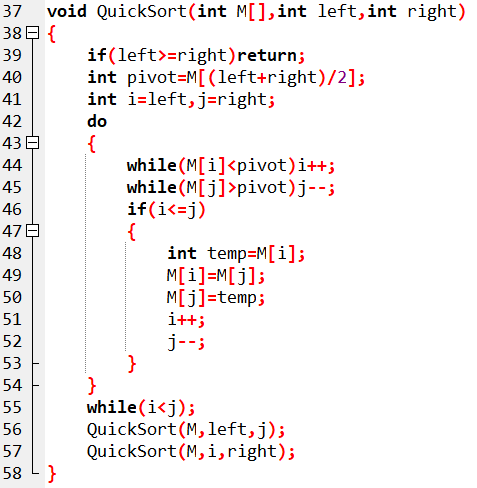 37 void QuickSort(int M[],int left,int right)
38 {
39     if(left>=right)return;
40     int pivot=M[(left+right)/2];
41     int i=left,j=right;
42     do
43     {
44         while(M[i]<pivot)i++;
45         while(M[j]>pivot)j--;
46         if(i<=j)
47         {
48             int temp=M[i];
49             M[i]=M[j];
50             M[j]=temp;
51             i++;
52             j--;
53         }
54     }
55     while(i<j);
56     QuickSort(M,left,j);
57     QuickSort(M,i,right);
58 }